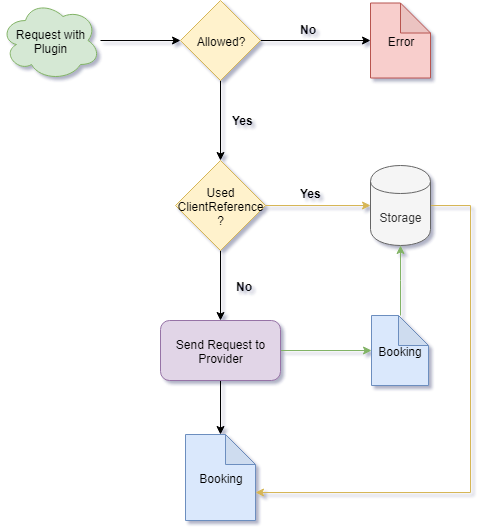 Request with
Plugin
Allowed?
No
Error
Yes
Used
ClientReference
?
Yes
Storage
No
Send Request to
Provider
Booking
Booking